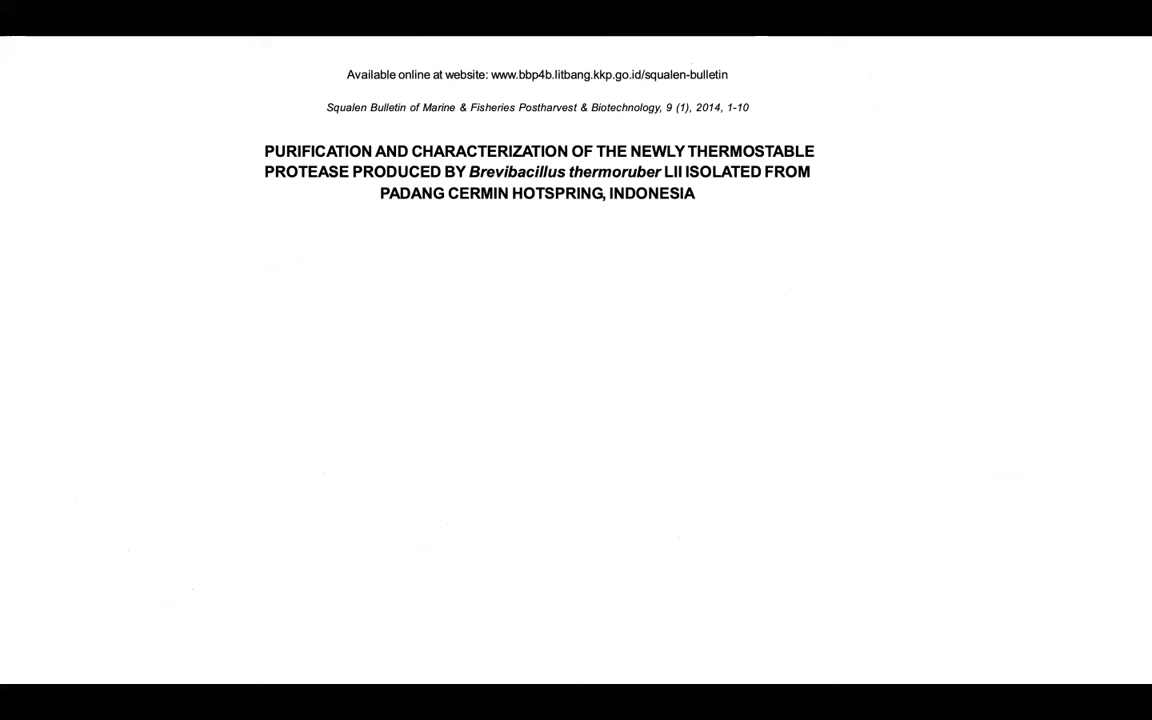 Available online at website: www.bbp4b.litbang.kkp.go.id/squalen-bulletin
Squalen Bulletin of Marine & Fisheries Postharvest & Biotechnology, 9 (1), 2014, 1-10
PURIFICATION AND CHARACTERIZATION OF THE NEWLY THERMOSTABLE
PROTEASE PRODUCED BY Brevibacillus thermoruber LII ISOLATED FROM
PADANG CERMIN HOTSPRING, INDONESIA